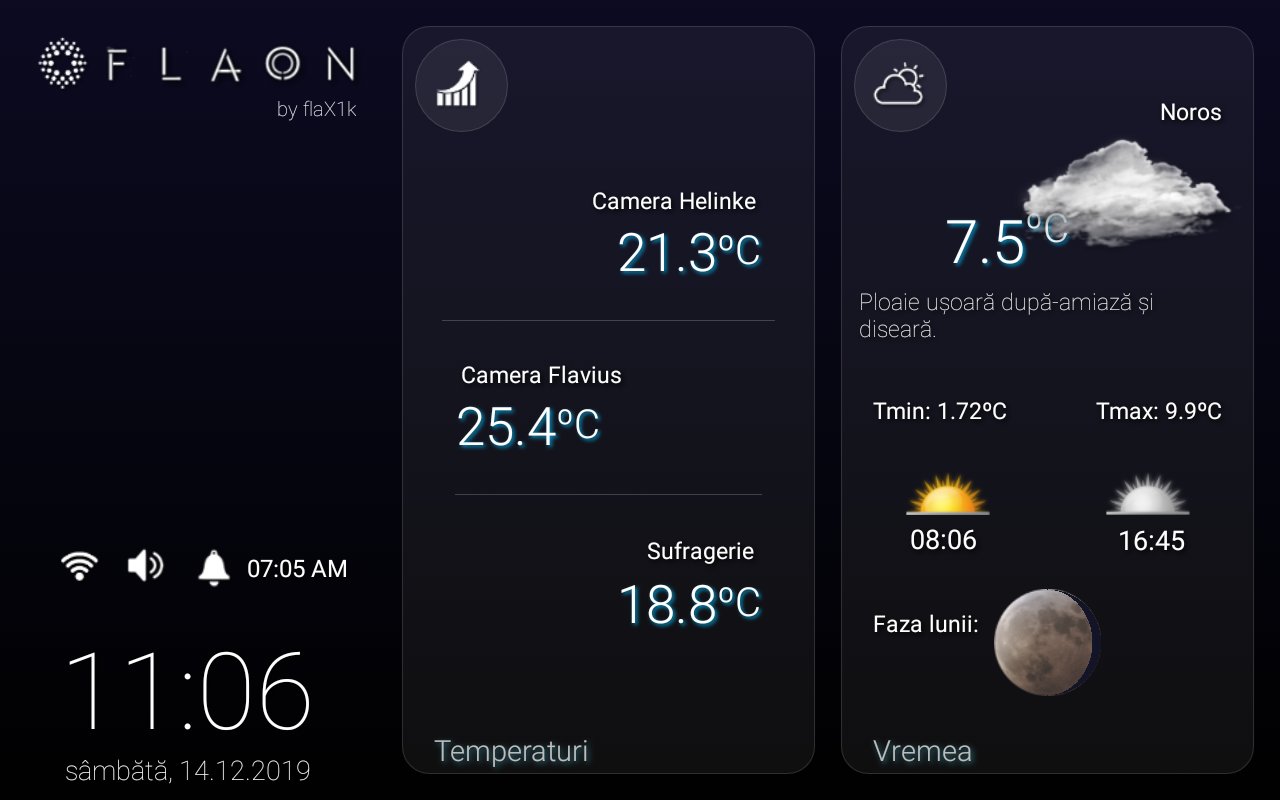 FLAON
by flaX1k
07:05 AM
11:06
sâmbătă, 14.12.2019
Camera Helinke
21.3ºC
Camera Flavius
25.4ºC
Sufragerie
18.8ºC
Temperaturi
Noros
7.5ºC
Ploaie ușoară după-amiază și
diseară.
Tmin: 1.72ºC Tmax: 9.9ºC
08:06 16:45
Faza lunii:
Vremea